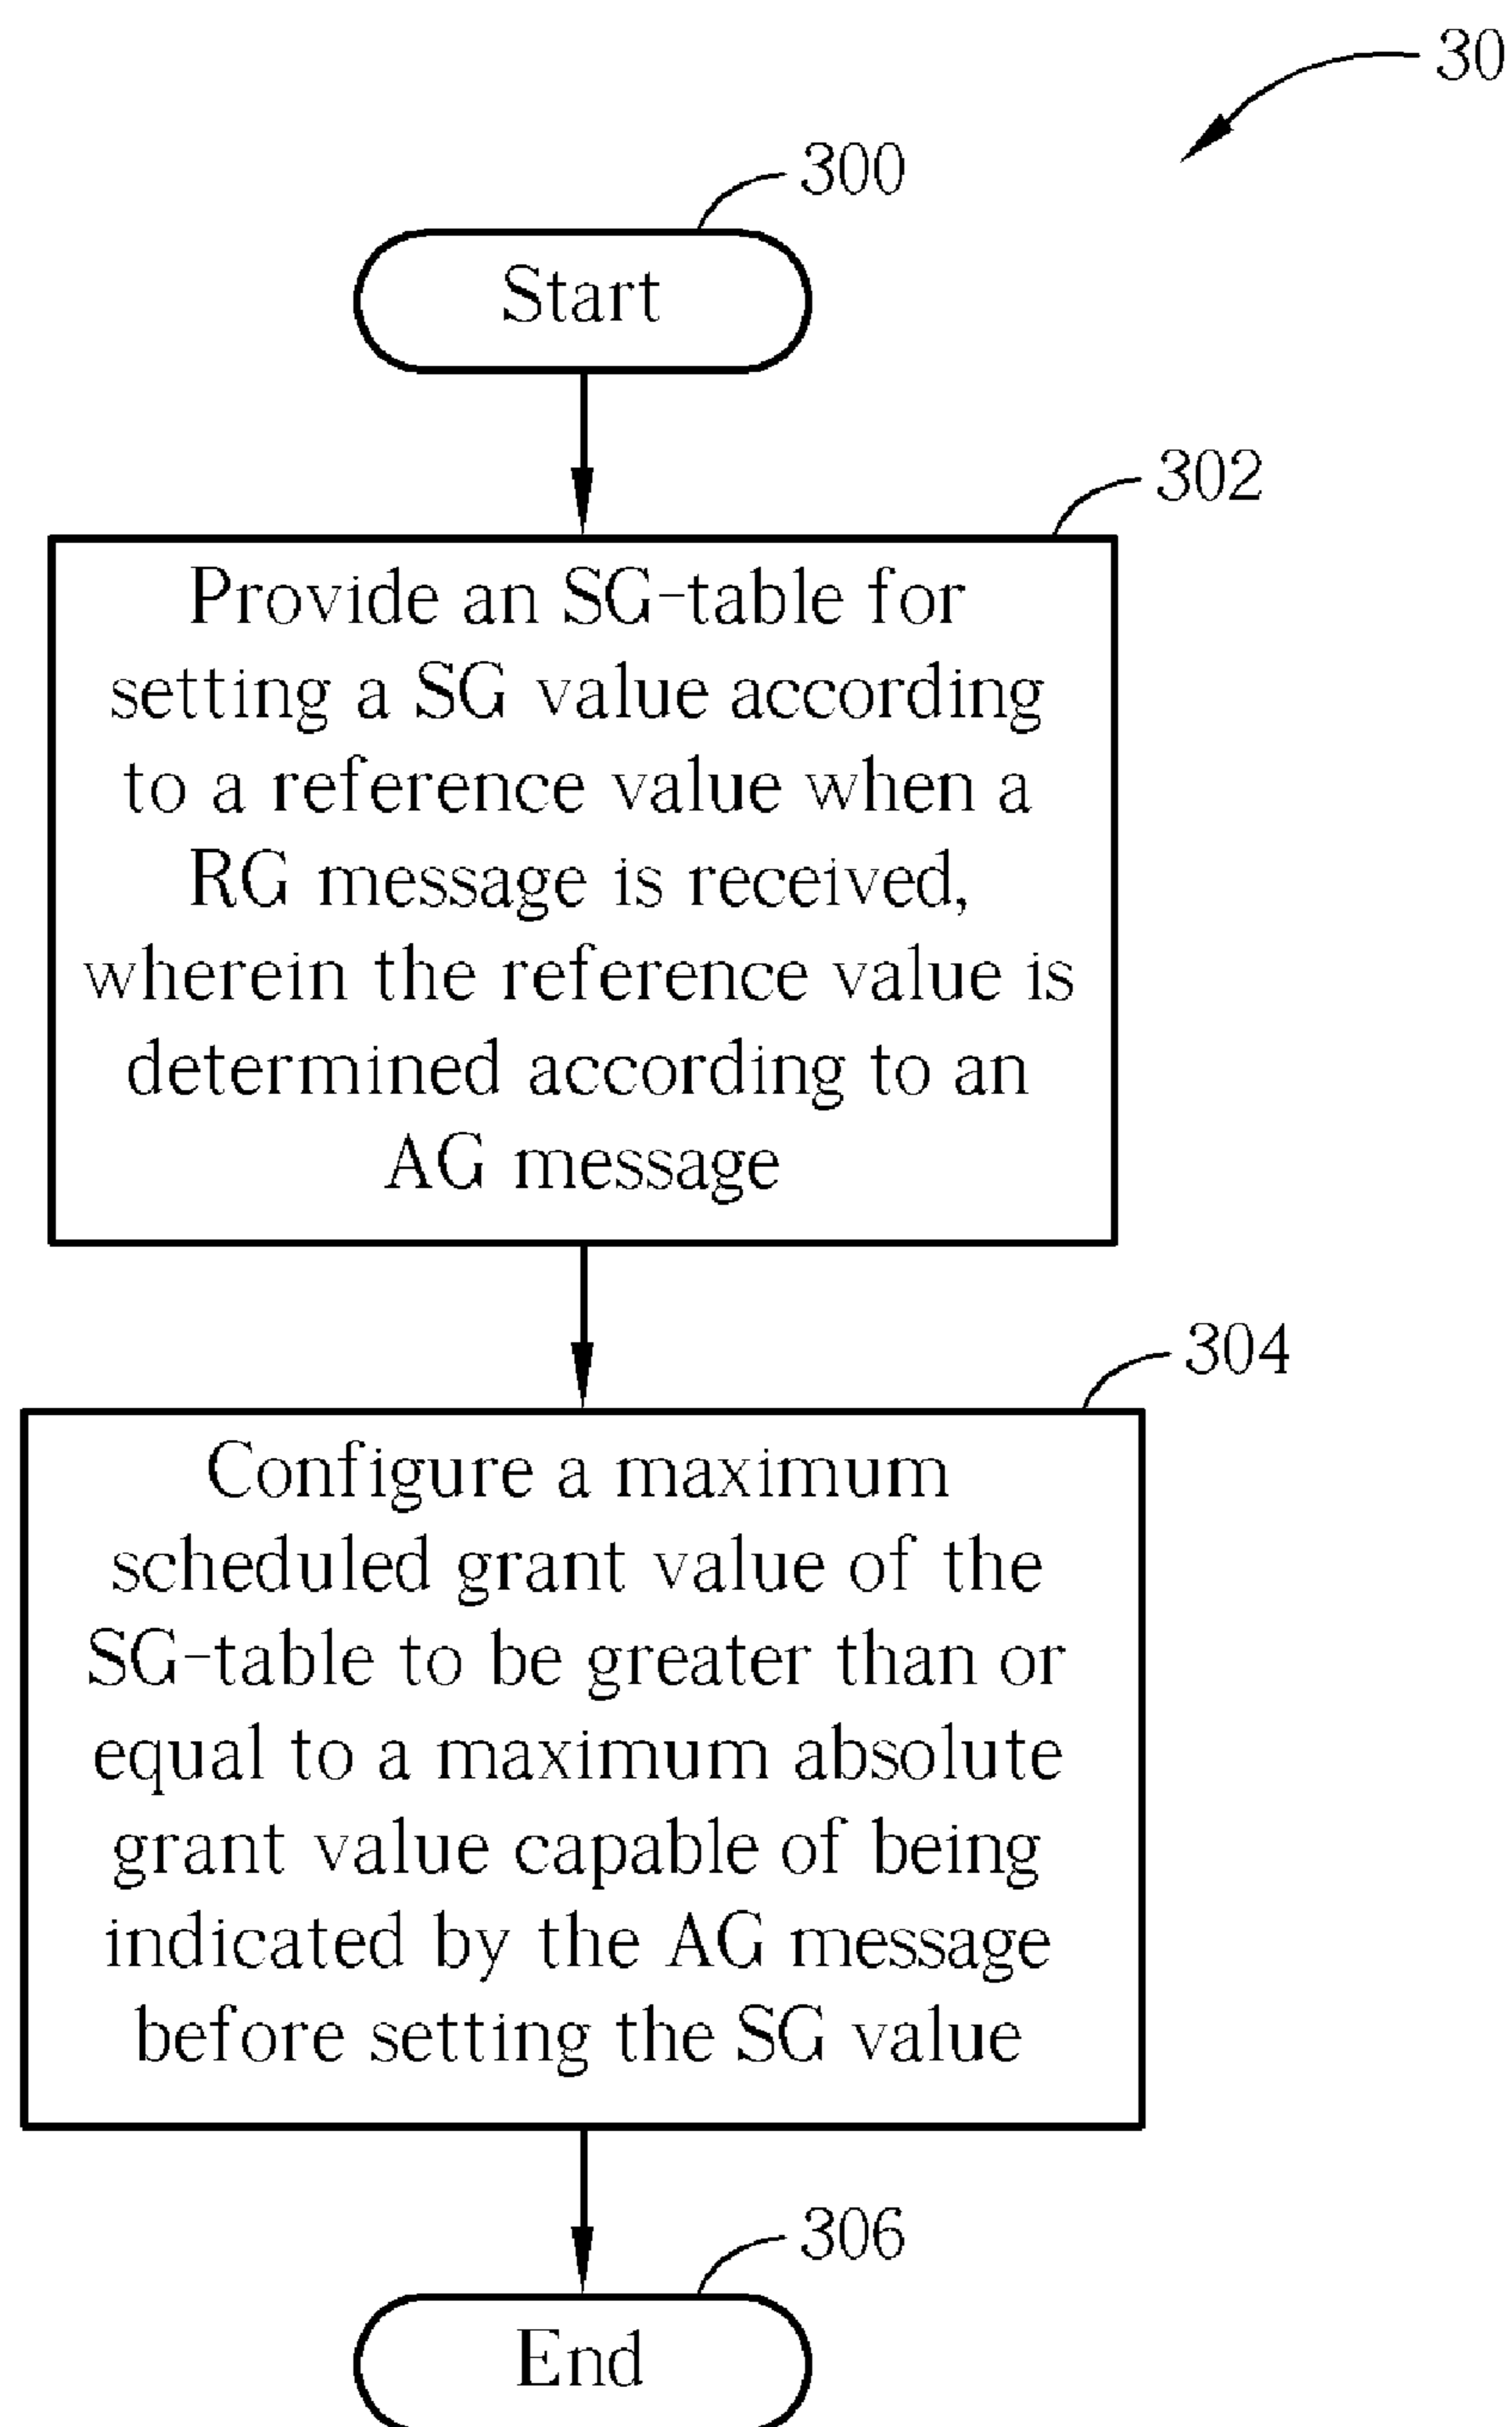 30
300
Start
302
Provide an SG-table for
setting a SG value according
to a reference value when a
RG message is received,
wherein the reference value is
determined according to an
AG message
304
Configure a maximum
scheduled grant value of the
SG-table to be greater than or
equal to a maximum absolute
grant value capable of being
indicated by the AG message
before setting the SG value
306
End